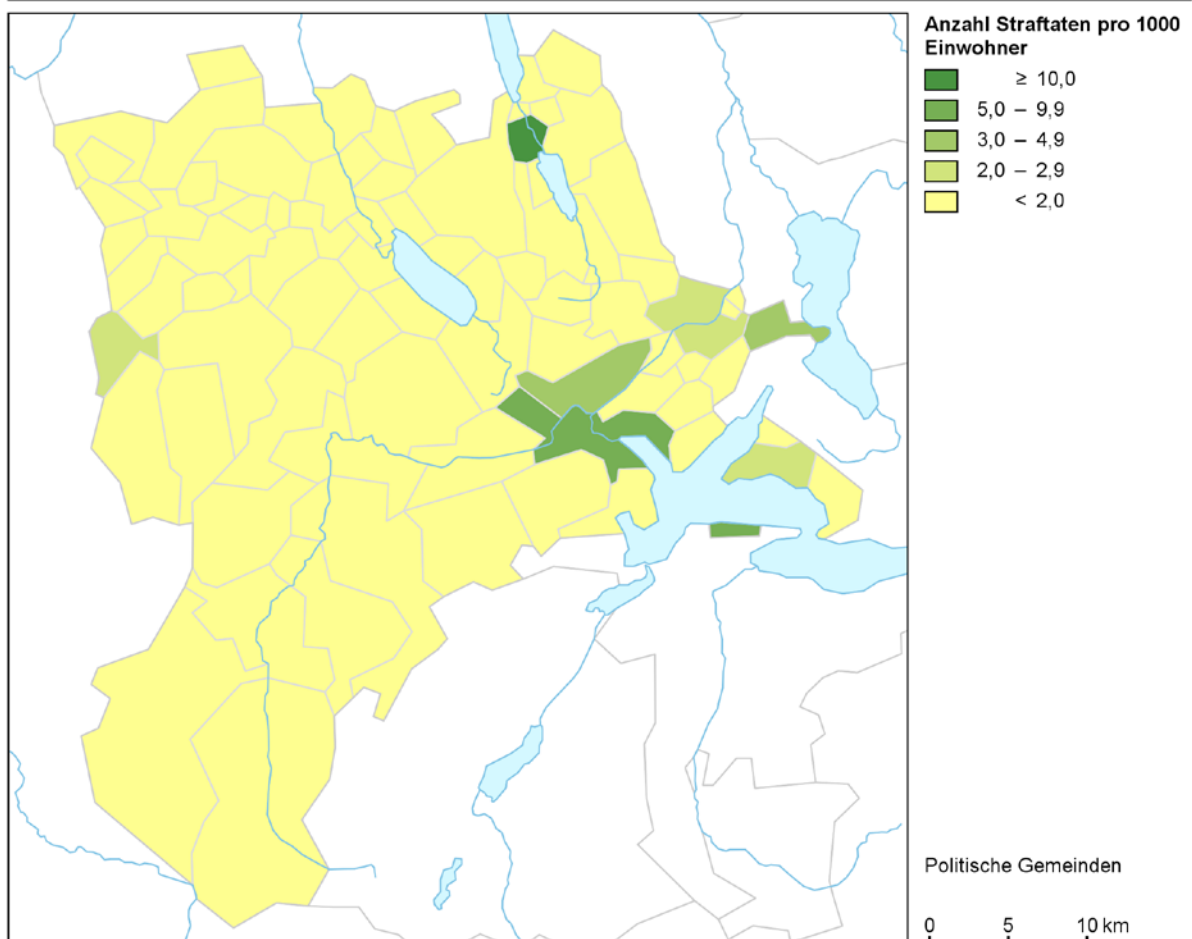 Anzahl Straftaten pro 1000
Einwohner
≥ 10,0
5,0 – 9,9
3,0 – 4,9
2,0 – 2,9
< 2,0
Politische Gemeinden
0 5 10 km